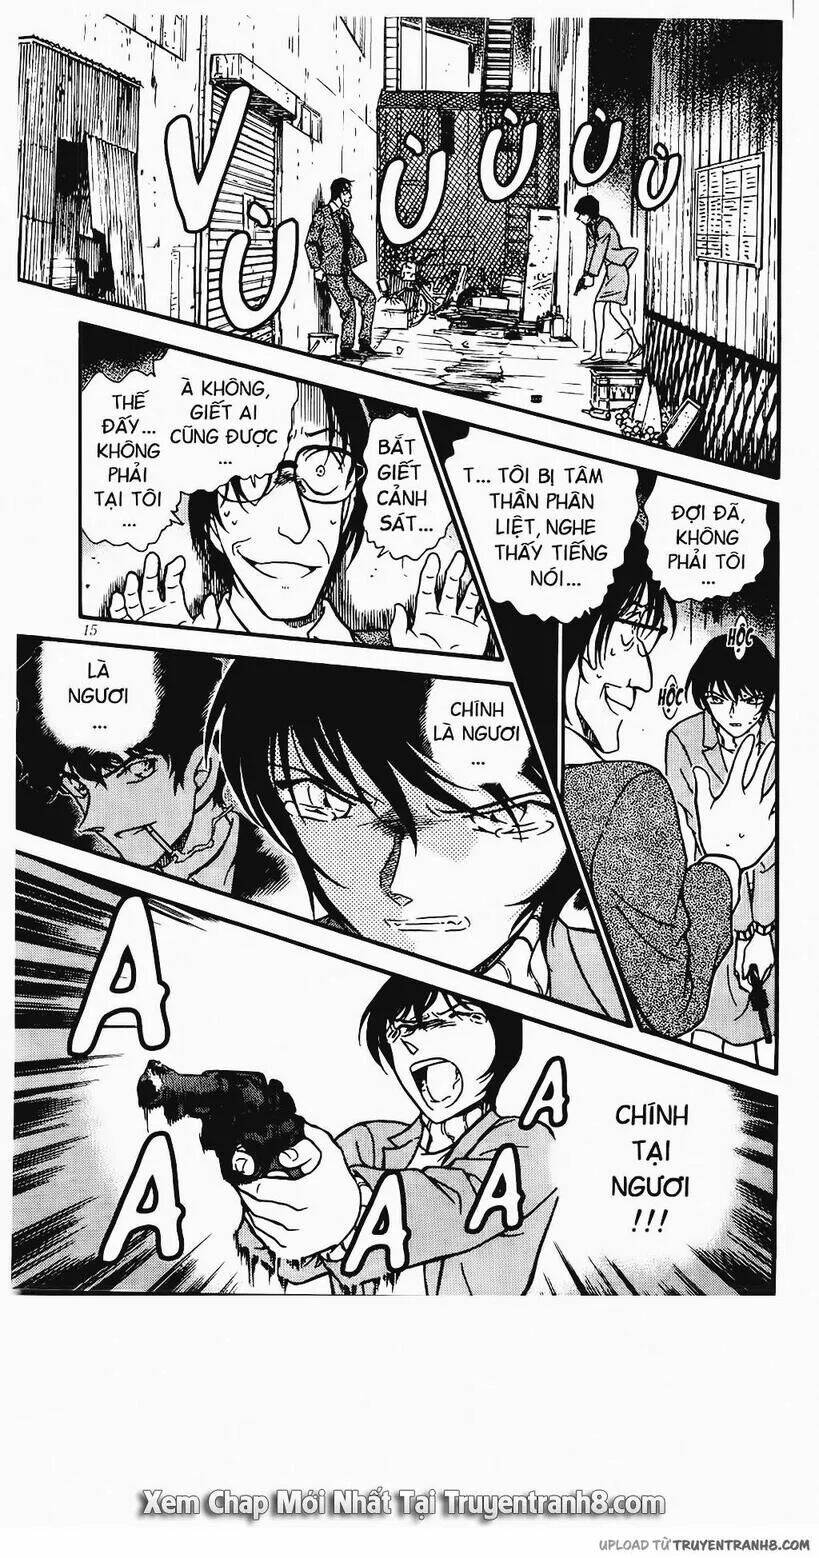 VÙÙÙÙÙ
ĐỢI ĐÃ,
KHÔNG
PHẢI TÔI
...
T... TÔI BỊ TÂM
THẦN PHÂN
LIỆT, NGHE
THẤY TIẾNG
NÓI...
HỘC
HỘC
BẮT
GIẾT
CẢNH
SÁT...
À KHÔNG,
GIẾT AI
CŨNG ĐƯỢC
...
THẾ
ĐẤY...
KHÔNG
PHẢI
TẠI TÔI
...
15
CHÍNH
LÀ NGƯƠI
...
LÀ
NGƯƠI
...
CHÍNH
TẠI
NGƯƠI
!!!
A
A
A
A
A
Xem Chap Mới Nhất Tại Truyentranh8.com
UPLOAD TỪ TRUYENTRANH8.COM